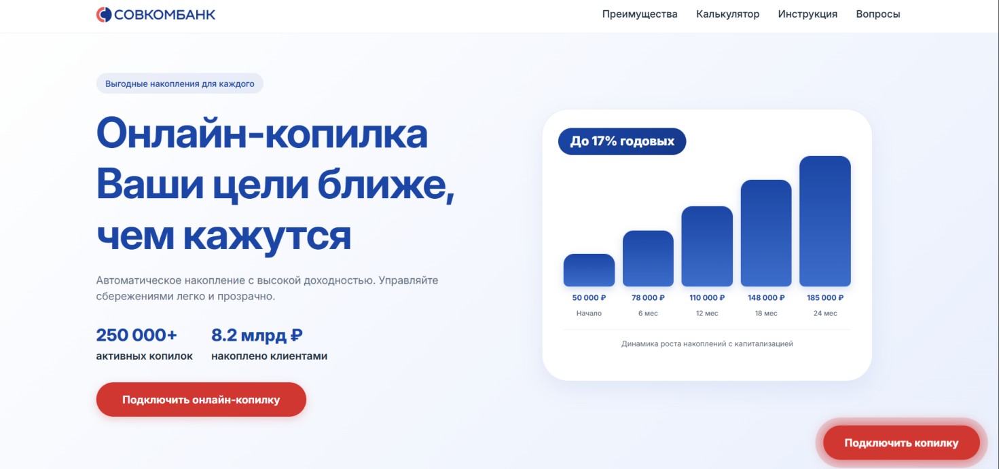 СОВКОМБАНК
Преимущества Калькулятор Инструкция Вопросы
Выгодные накопления для каждого
Онлайн-копилка
Ваши цели ближе,
чем кажутся
Автоматическое накопление с высокой доходностью. Управляйте
сбережениями легко и прозрачно.
250 000+ 8.2 млрд ₽
активных копилок накоплено клиентами
Подключить онлайн-копилку
До 17% годовых
50 000 ₽ 78 000 ₽ 110 000 ₽ 148 000 ₽ 185 000 ₽
Начало 6 мес 12 мес 18 мес 24 мес
Динамика роста накоплений с капитализацией
Подключить копилку